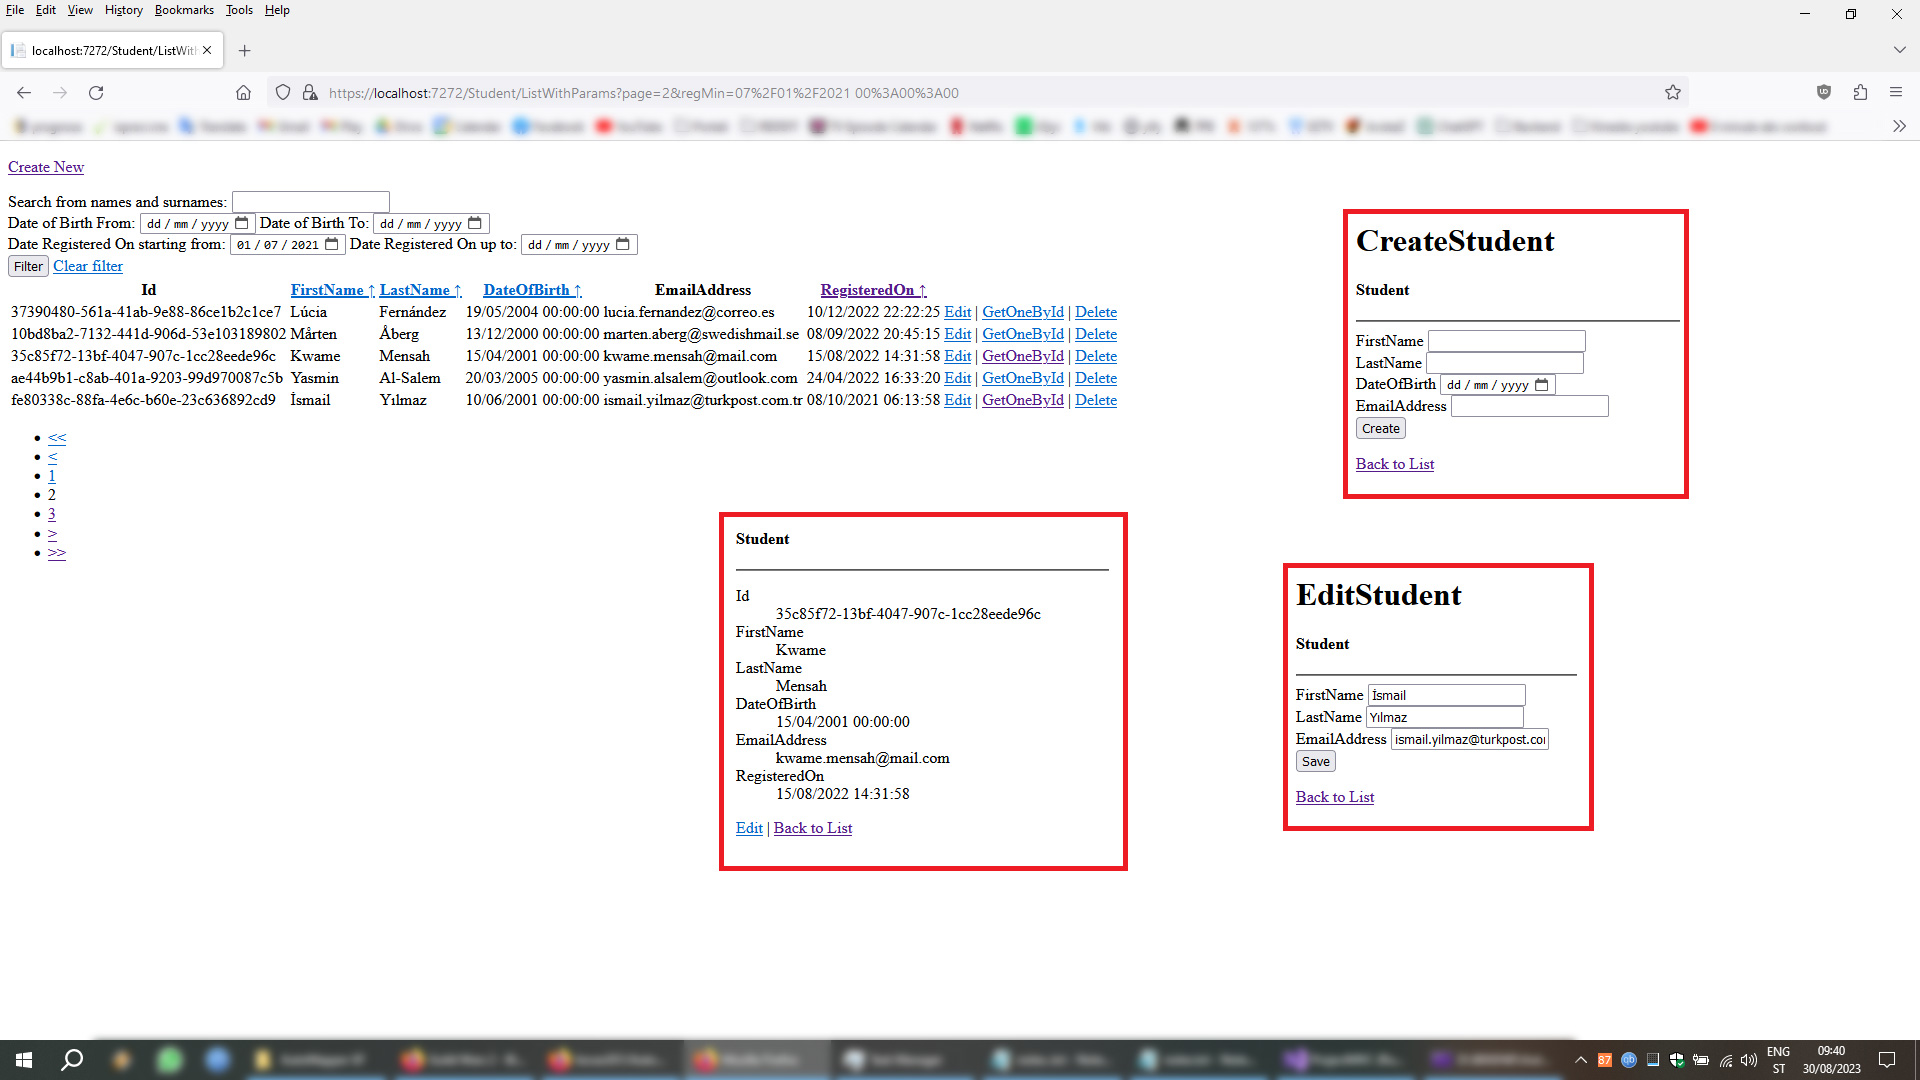 File Edit View History Bookmarks Tools Help
localhost:7272/Student/ListWith
https://localhost:7272/Student/ListWithParams?page=2&regMin=07%2F01%2F2021 00%3A00%3A00
Create New
Search from names and surnames:
Date of Birth From: dd / mm / yyyy Date of Birth To: dd / mm / yyyy
Date Registered On starting from: 01 / 07 / 2021 Date Registered On up to: dd / mm / yyyy
Filter Clear filter
Id FirstName ↑ LastName ↑ DateOfBirth ↑ EmailAddress RegisteredOn ↑
37390480-561a-41ab-9e88-86ce1b2c1ce7 Lúcia Fernández 19/05/2004 00:00:00 lucia.fernandez@correo.es 10/12/2022 22:22:25 Edit | GetOneById | Delete
10bd8ba2-7132-441d-906d-53e103189802 Mårten Åberg 13/12/2000 00:00:00 marten.aberg@swedishmail.se 08/09/2022 20:45:15 Edit | GetOneById | Delete
35c85f72-13bf-4047-907c-1cc28eede96c Kwame Mensah 15/04/2001 00:00:00 kwame.mensah@mail.com 15/08/2022 14:31:58 Edit | GetOneById | Delete
ae44b9b1-c8ab-401a-9203-99d970087c5b Yasmin Al-Salem 20/03/2005 00:00:00 yasmin.alsalem@outlook.com 24/04/2022 16:33:20 Edit | GetOneById | Delete
fe80338c-88fa-4e6c-b60e-23c636892cd9 İsmail Yılmaz 10/06/2001 00:00:00 ismail.yilmaz@turkpost.com.tr 08/10/2021 06:13:58 Edit | GetOneById | Delete
<<
<
1
2
3
>
>>
CreateStudent
Student
FirstName
LastName
DateOfBirth dd / mm / yyyy
EmailAddress
Create
Back to List
Student
Id
35c85f72-13bf-4047-907c-1cc28eede96c
FirstName
Kwame
LastName
Mensah
DateOfBirth
15/04/2001 00:00:00
EmailAddress
kwame.mensah@mail.com
RegisteredOn
15/08/2022 14:31:58
Edit | Back to List
EditStudent
Student
FirstName İsmail
LastName Yılmaz
EmailAddress ismail.yilmaz@turkpost.co
Save
Back to List
87 qb ENG 09:40
ST 30/08/2023